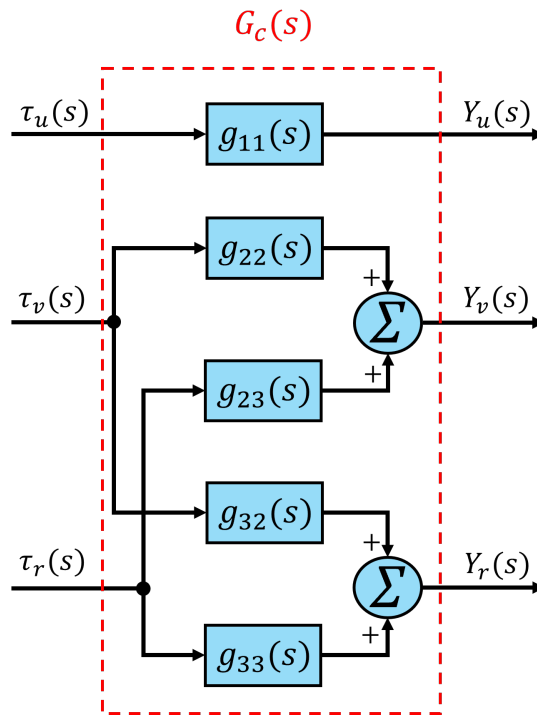 G_c(s)
τ_u(s) g_11(s) Y_u(s)
g_22(s)
+
τ_v(s) Σ Y_v(s)
+
g_23(s)
g_32(s)
+
τ_r(s) Σ Y_r(s)
+
g_33(s)